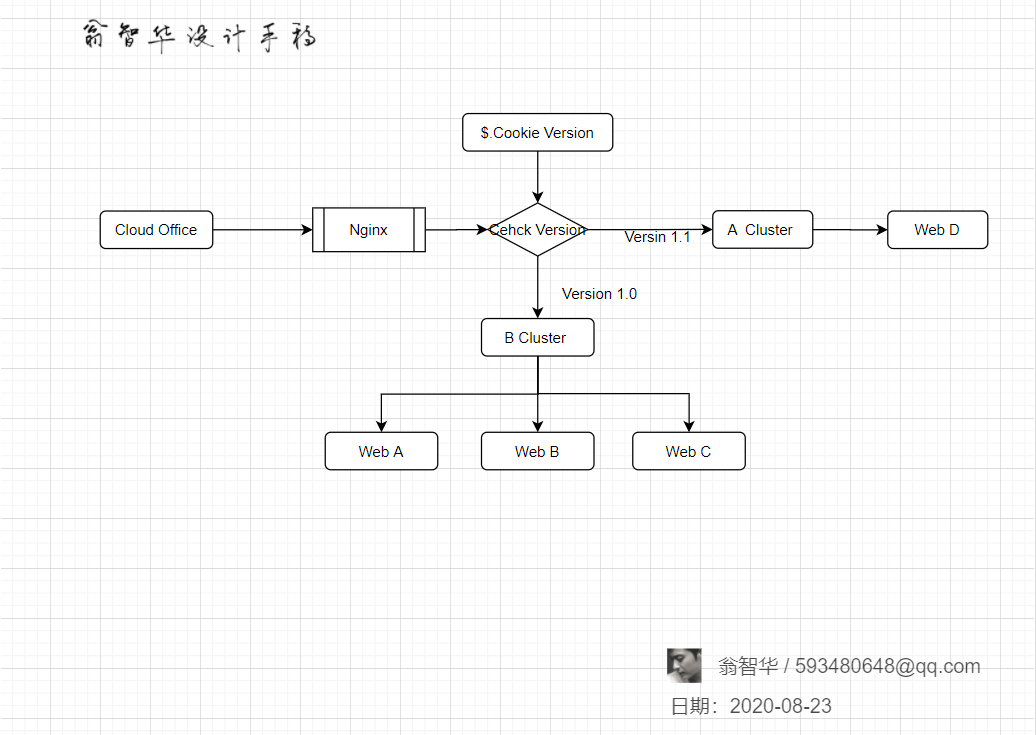 翁智华设计手稿
$.Cookie Version
Cloud Office
Nginx
Cehck Version
Versin 1.1
A Cluster
Web D
Version 1.0
B Cluster
Web A
Web B
Web C
翁智华 / 593480648@qq.com
日期：2020-08-23